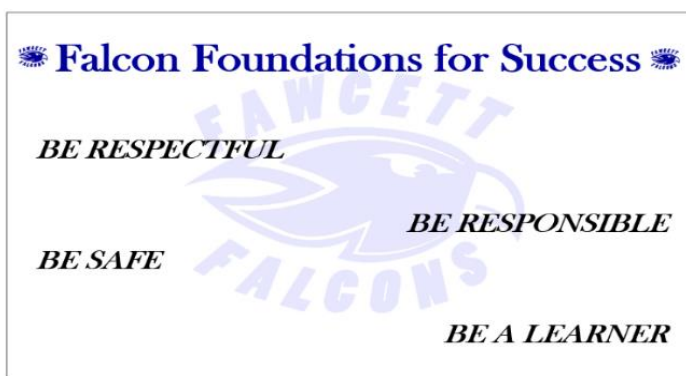 Falcon Foundations for Success
FAWCETT
BE RESPECTFUL
BE RESPONSIBLE
BE SAFE
FALCONS
BE A LEARNER